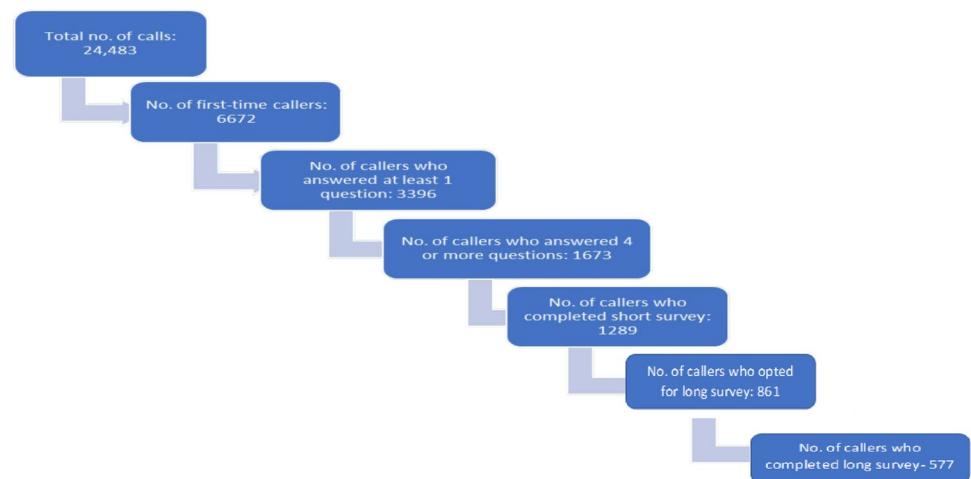 Total no. of calls:
24,483
No. of first-time callers:
6672
No. of callers who
answered at least 1
question: 3396
No. of callers who answered 4
or more questions: 1673
No. of callers who
completed short survey:
1289
No. of callers who opted
for long survey: 861
No. of callers who
completed long survey- 577